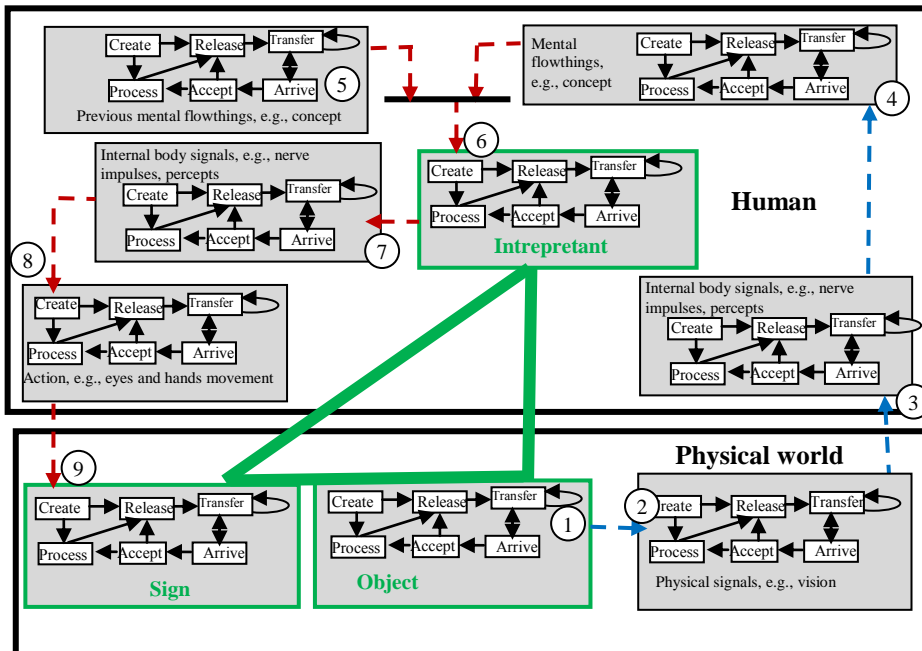 Create
Release
Transfer
Process
Accept
Arrive
5
Previous mental flowthings, e.g., concept
Mental
flowthings,
e.g., concept
Create
Release
Transfer
Process
Accept
Arrive
4
6
Create
Release
Transfer
Process
Accept
Arrive
Intrepretant
Internal body signals, e.g., nerve
impulses, percepts
Create
Release
Transfer
Process
Accept
Arrive
7
Human
8
Create
Release
Transfer
Process
Accept
Arrive
Action, e.g., eyes and hands movement
Internal body signals, e.g., nerve
impulses, percepts
Create
Release
Transfer
Process
Accept
Arrive
3
Physical world
9
Create
Release
Transfer
Process
Accept
Arrive
Sign
Create
Release
Transfer
Process
Accept
Arrive
1
Object
2
Create
Release
Transfer
Process
Accept
Arrive
Physical signals, e.g., vision